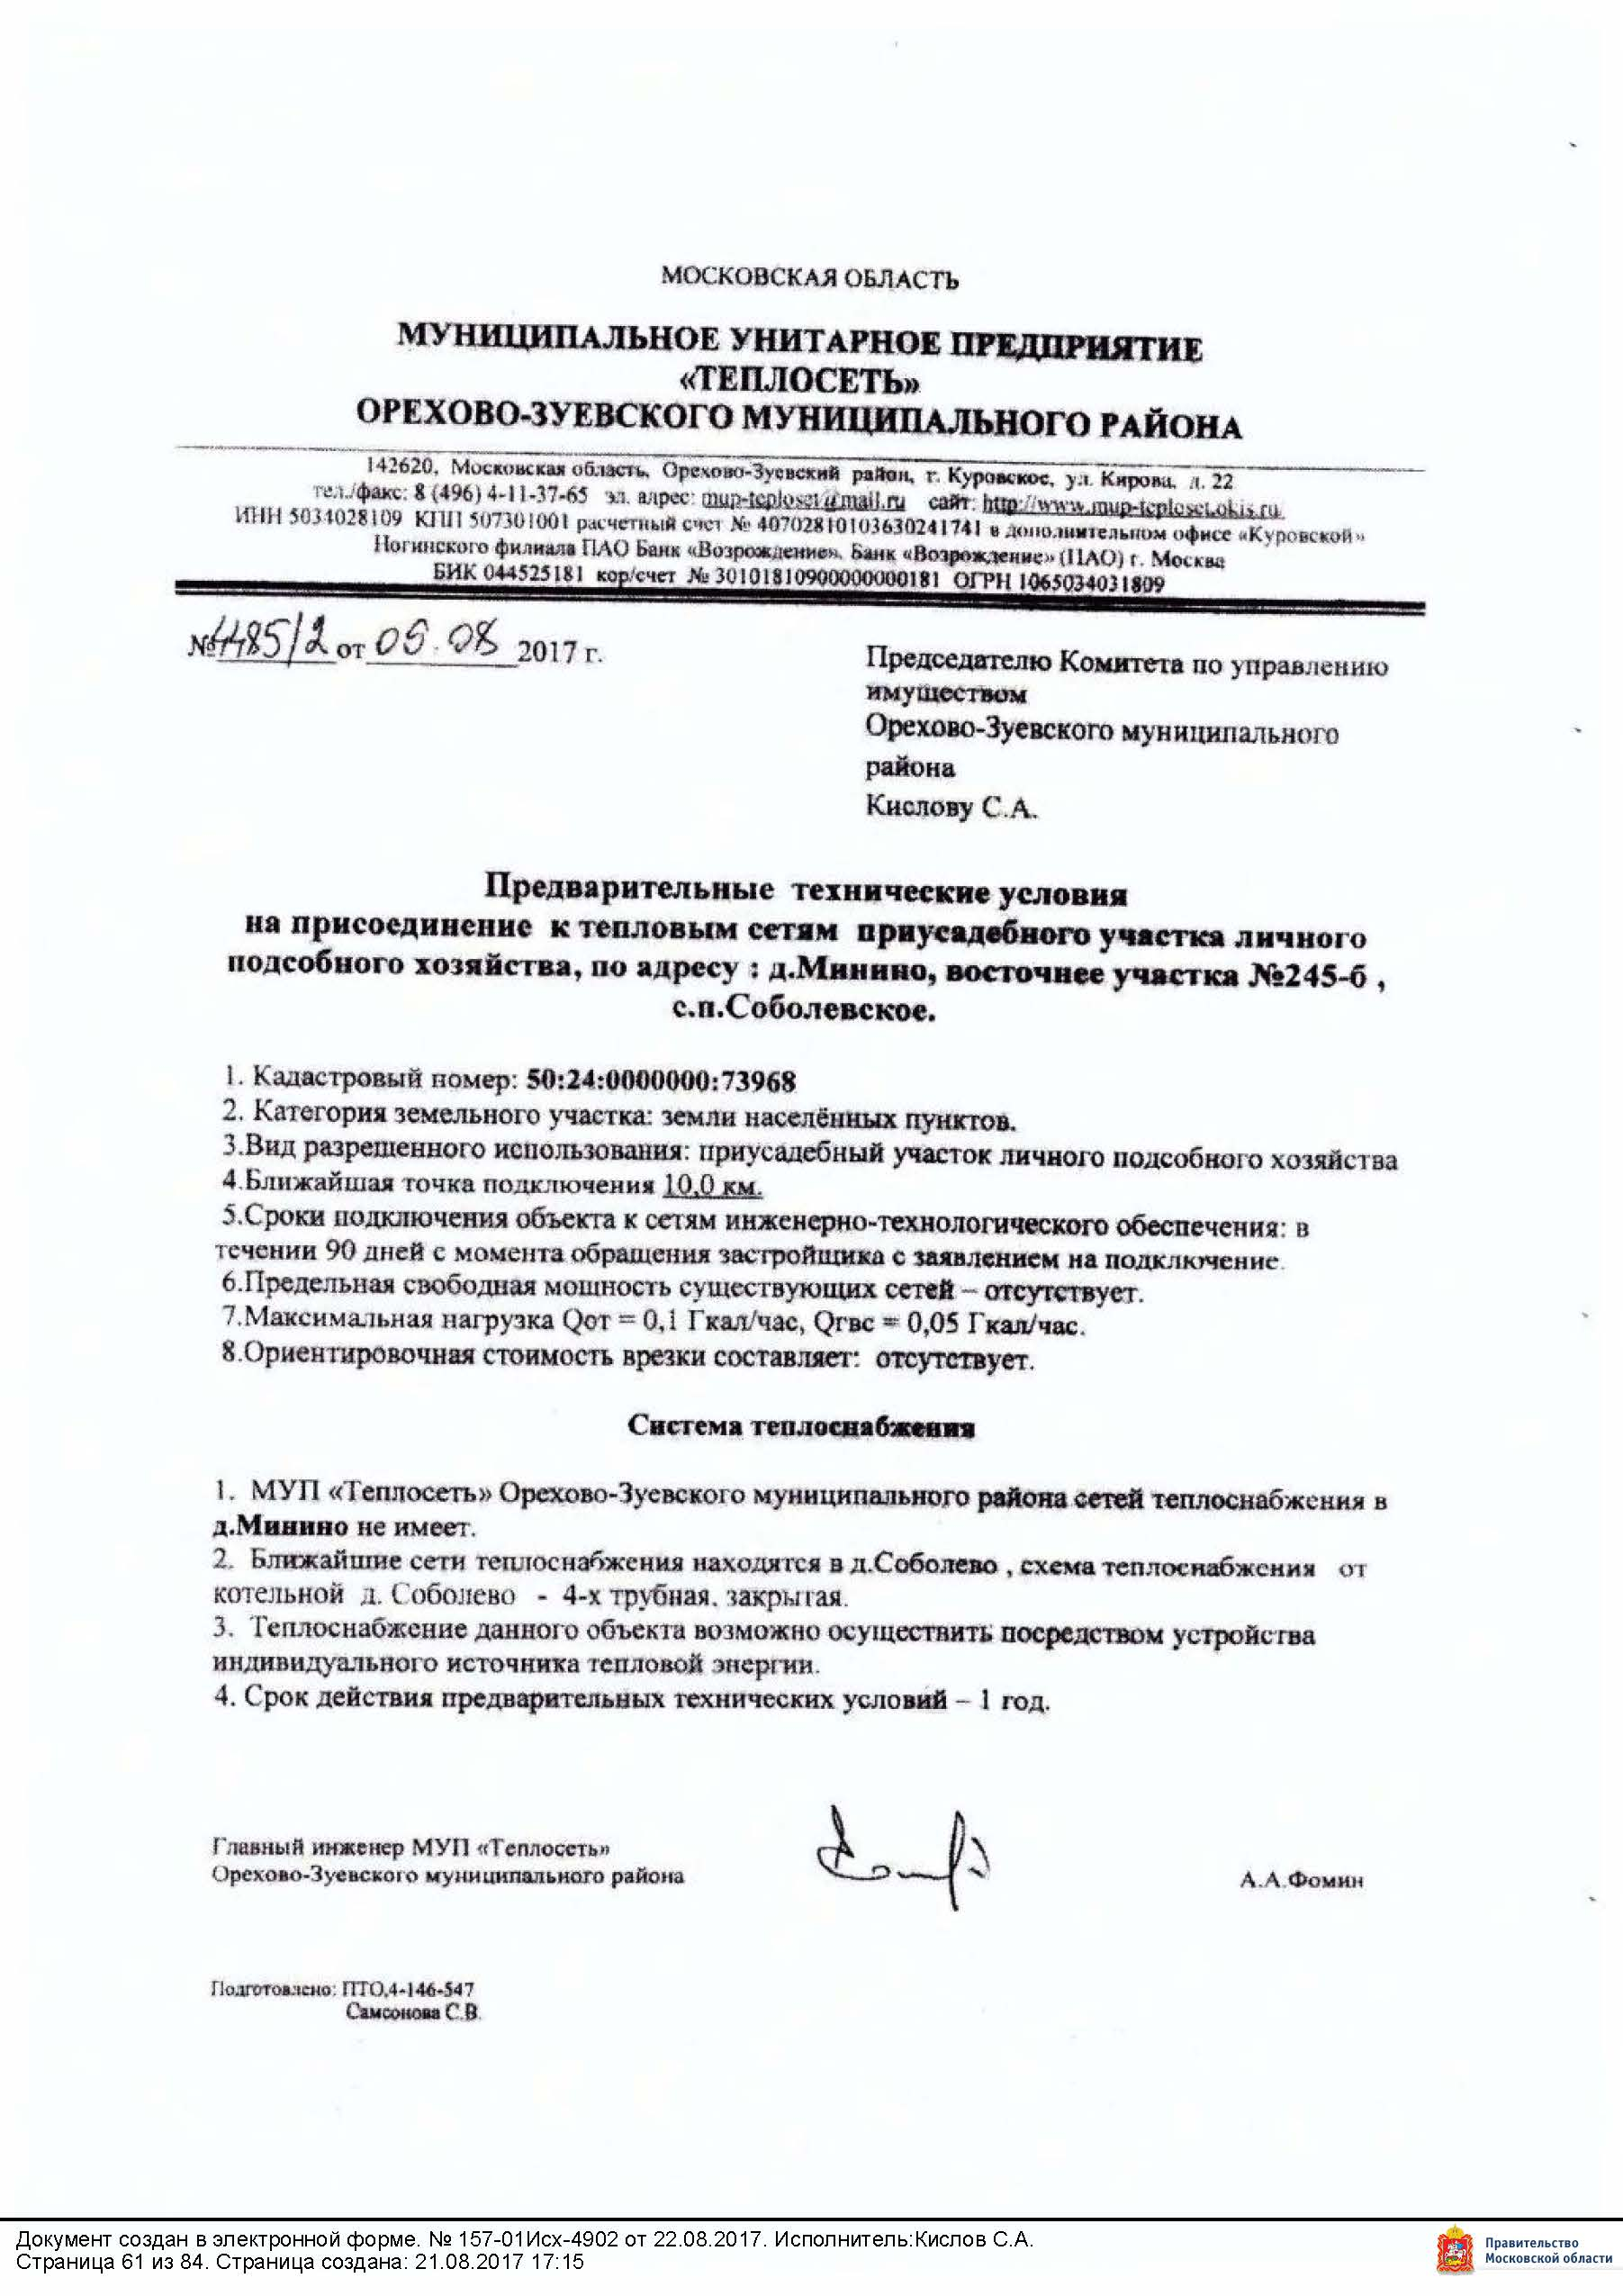 МОСКОВСКАЯ ОБЛАСТЬ
МУНИЦИПАЛЬНОЕ УНИТАРНОЕ ПРЕДПРИЯТИЕ
«ТЕПЛОСЕТЬ»
ОРЕХОВО-ЗУЕВСКОГО МУНИЦИПАЛЬНОГО РАЙОНА
142620, Московская область, Орехово-Зуевский район, г. Куровское, ул. Кирова, д. 22
тел./факс: 8 (496) 4-11-37-65 эл. адрес: mup-teploset@mail.ru сайт: http://www.mup-teploset.okis.ru
ИНН 5034028109 КПП 507301001 расчетный счет № 40702810103630241741 в дополнительном офисе «Куровской»
Ногинского филиала ПАО Банк «Возрождение», Банк «Возрождение» (ПАО) г. Москва
БИК 044525181 кор/счет № 30101810900000000181 ОГРН 1065034031809
№ 4485/2 от 05.08 2017 г.
Председателю Комитета по управлению
имуществом
Орехово-Зуевского муниципального
района
Кислову С.А.
Предварительные технические условия
на присоединение к тепловым сетям приусадебного участка личного
подсобного хозяйства, по адресу : д.Минино, восточнее участка №245-б ,
с.п.Соболевское.
1. Кадастровый номер: 50:24:0000000:73968
2. Категория земельного участка: земли населённых пунктов.
3.Вид разрешенного использования: приусадебный участок личного подсобного хозяйства
4.Ближайшая точка подключения 10,0 км.
5.Сроки подключения объекта к сетям инженерно-технологического обеспечения: в
течении 90 дней с момента обращения застройщика с заявлением на подключение.
6.Предельная свободная мощность существующих сетей – отсутствует.
7.Максимальная нагрузка Qот = 0,1 Гкал/час, Qгвс = 0,05 Гкал/час.
8.Ориентировочная стоимость врезки составляет: отсутствует.
Система теплоснабжения
1. МУП «Теплосеть» Орехово-Зуевского муниципального района сетей теплоснабжения в
д.Минино не имеет.
2. Ближайшие сети теплоснабжения находятся в д.Соболево , схема теплоснабжения от
котельной д. Соболево - 4-х трубная, закрытая.
3. Теплоснабжение данного объекта возможно осуществить посредством устройства
индивидуального источника тепловой энергии.
4. Срок действия предварительных технических условий – 1 год.
Главный инженер МУП «Теплосеть»
Орехово-Зуевского муниципального района
А.А.Фомин
Подготовлено: ПТО,4-146-547
Самсонова С.В.
Документ создан в электронной форме. № 157-01Исх-4902 от 22.08.2017. Исполнитель:Кислов С.А.
Страница 61 из 84. Страница создана: 21.08.2017 17:15
Правительство
Московской области